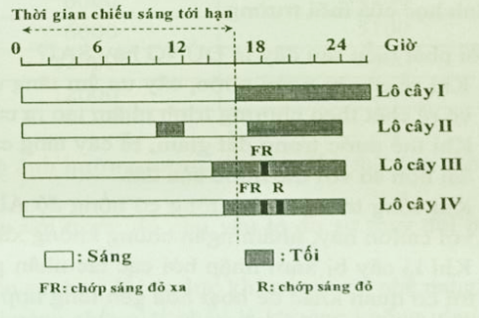 Thời gian chiếu sáng tới hạn
0 6 12 18 24 Giờ
Lô cây I
Lô cây II
FR
Lô cây III
FR R
Lô cây IV
: Sáng : Tối
FR: chớp sáng đỏ xa R: chớp sáng đỏ